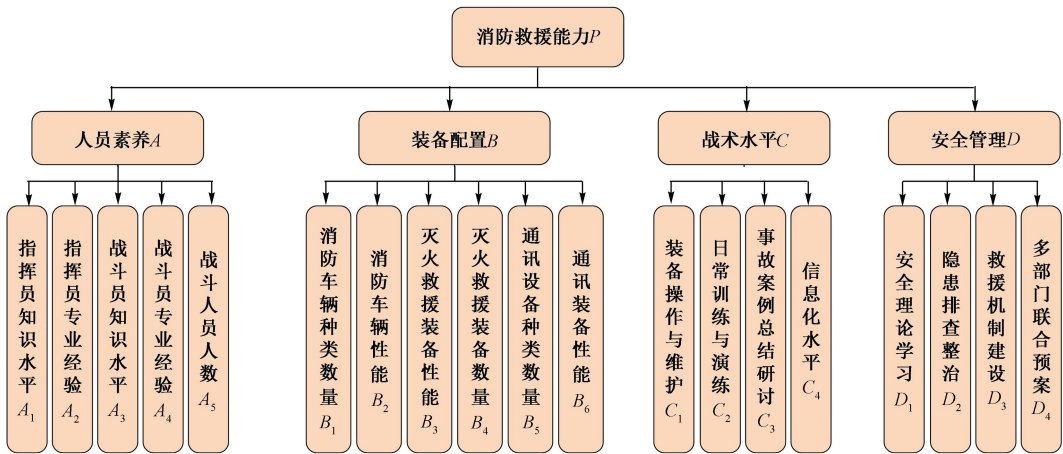 消防救援能力P
人员素养A
装备配置B
战术水平C
安全管理D
指挥员知识水平A₁
指挥员专业经验A₂
战斗员知识水平A₃
战斗员专业经验A₄
战斗人员人数A₅
消防车辆种类数量B₁
消防车辆性能B₂
灭火救援装备性能B₃
灭火救援装备数量B₄
通讯设备种类数量B₅
通讯装备性能B₆
装备操作与维护C₁
日常训练与演练C₂
事故案例总结研讨C₃
信息化水平C₄
安全理论学习D₁
隐患排查整治D₂
救援机制建设D₃
多部门联合预案D₄